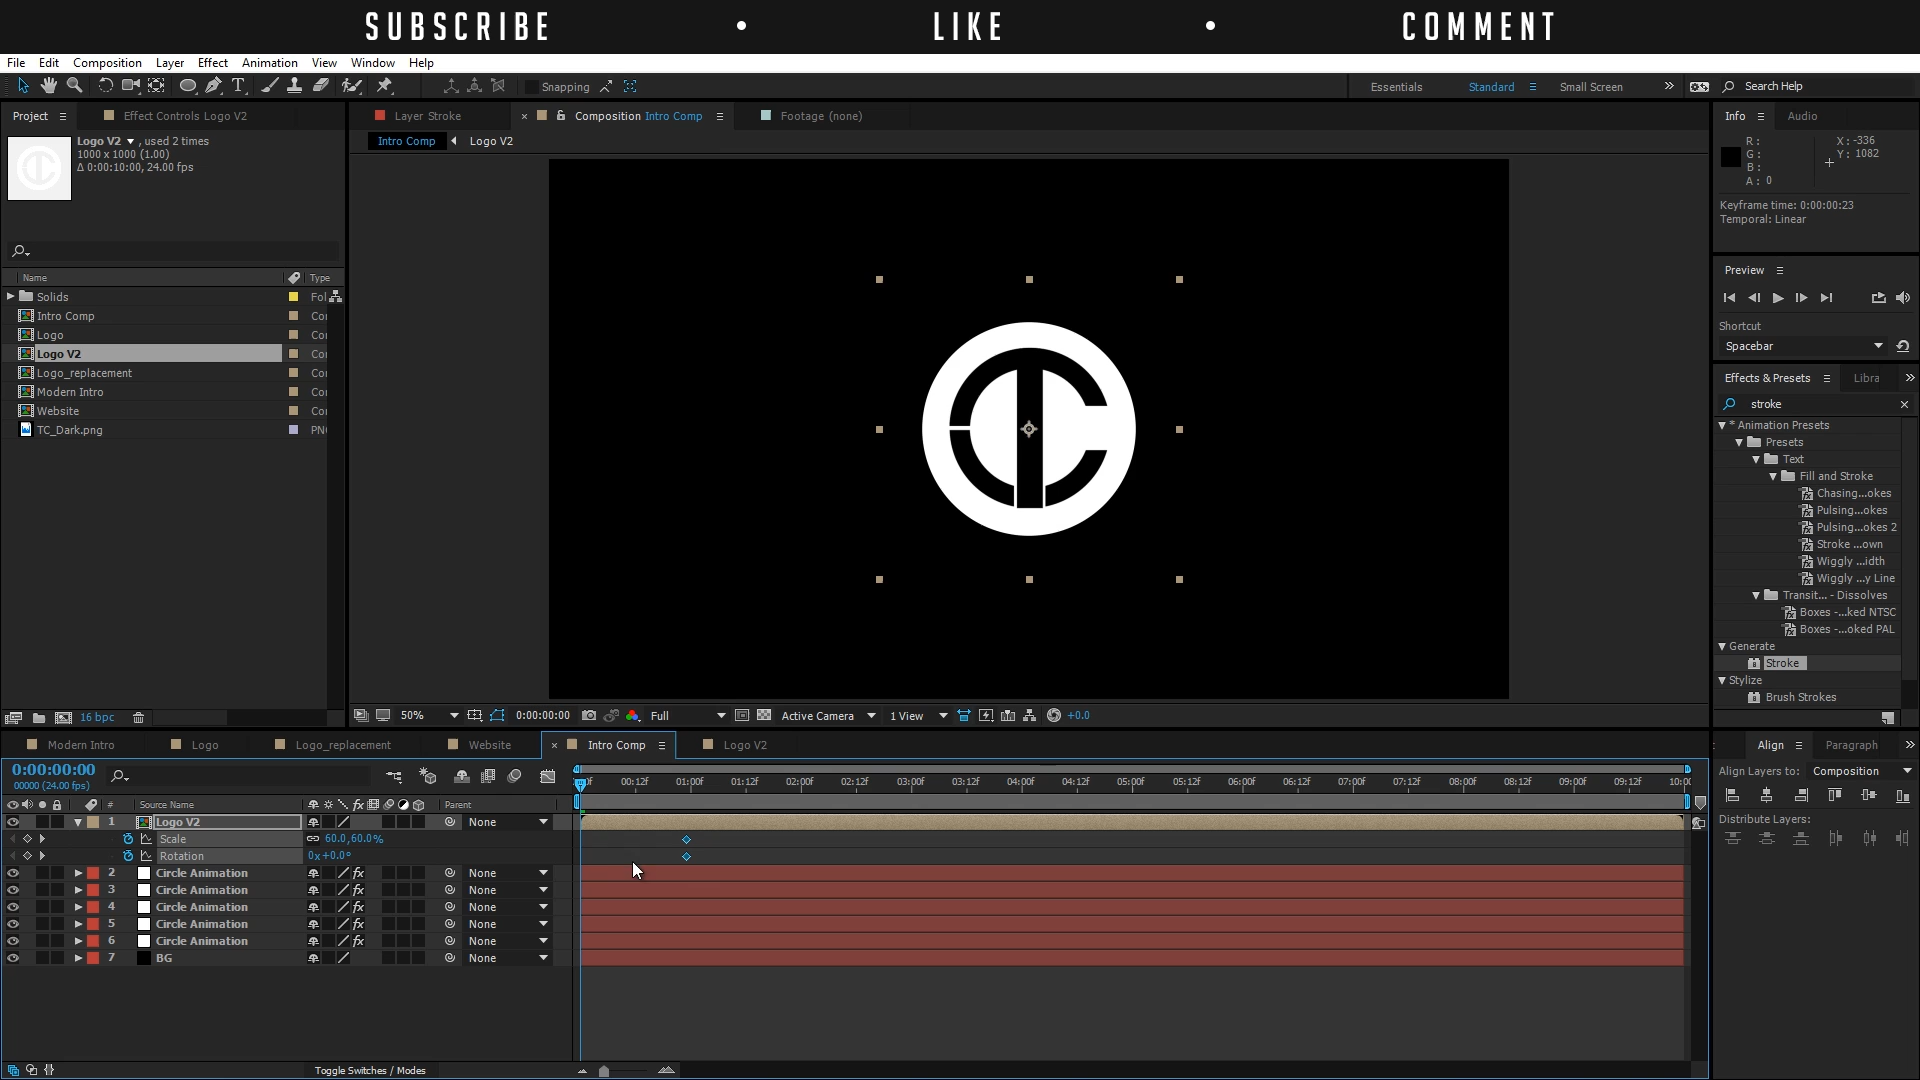 SUBSCRIBE • LIKE • COMMENT
File Edit Composition Layer Effect Animation View Window Help
Snapping Essentials Standard Small Screen Search Help
Project Effect Controls Logo V2 Layer Stroke Composition Intro Comp Footage (none) Info Audio
Logo V2 , used 2 times
1000 x 1000 (1.00)
Δ 0:00:10:00, 24.00 fps
Intro Comp Logo V2
R: X: -336
G: Y: 1082
B:
A: 0
Keyframe time: 0:00:00:23
Temporal: Linear
Preview
Shortcut
Spacebar
Name Type
Solids Fol
Intro Comp Cor
Logo Cor
Logo V2 Cor
Logo_replacement Cor
Modern Intro Cor
Website Cor
TC_Dark.png PN
Effects & Presets Libra
stroke
* Animation Presets
Presets
Text
Fill and Stroke
Chasing...okes
Pulsing...okes
Pulsing...okes 2
Stroke ...own
Wiggly ...idth
Wiggly ...y Line
Transit... - Dissolves
Boxes -...ked NTSC
Boxes -...oked PAL
Generate
Stroke
Stylize
Brush Strokes
16 bpc 50% 0:00:00:00 Full Active Camera 1 View +0.0
Modern Intro Logo Logo_replacement Website Intro Comp Logo V2 Align Paragraph
0:00:00:00
00000 (24.00 fps)
00:12f 01:00f 01:12f 02:00f 02:12f 03:00f 03:12f 04:00f 04:12f 05:00f 05:12f 06:00f 06:12f 07:00f 07:12f 08:00f 08:12f 09:00f 09:12f 10:00
# Source Name Parent
1 Logo V2 None
Scale 60.0,60.0%
Rotation 0x+0.0°
2 Circle Animation fx None
3 Circle Animation fx None
4 Circle Animation fx None
5 Circle Animation fx None
6 Circle Animation fx None
7 BG None
Align Layers to: Composition
Distribute Layers:
Toggle Switches / Modes